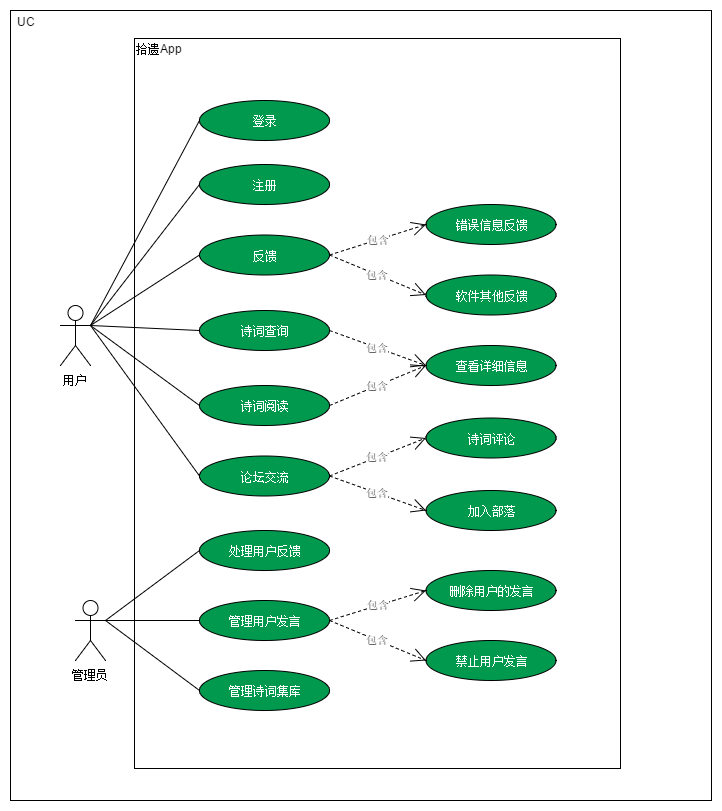 UC
拾遗App
登录
注册
反馈
包含
错误信息反馈
包含
软件其他反馈
用户
诗词查询
包含
查看详细信息
诗词阅读
包含
论坛交流
包含
诗词评论
包含
加入部落
处理用户反馈
管理员
管理用户发言
包含
删除用户的发言
包含
禁止用户发言
管理诗词集库